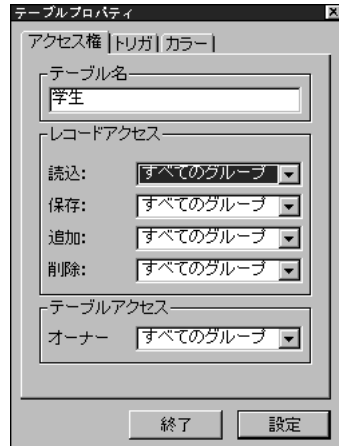 テーブルプロパティ
アクセス権 トリガ カラー
テーブル名
学生
レコードアクセス
読込: すべてのグループ
保存: すべてのグループ
追加: すべてのグループ
削除: すべてのグループ
テーブルアクセス
オーナー すべてのグループ
終了 設定